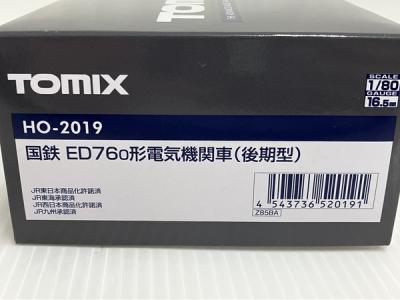 TOMIX
SCALE
1/80
GAUGE
16.5mm
HO-2019
国鉄 ED760形電気機関車(後期型)
JR東日本商品化許諾済
JR東海承認済
JR西日本商品化許諾済
JR九州承認済
4 543736 520191
Z85BA